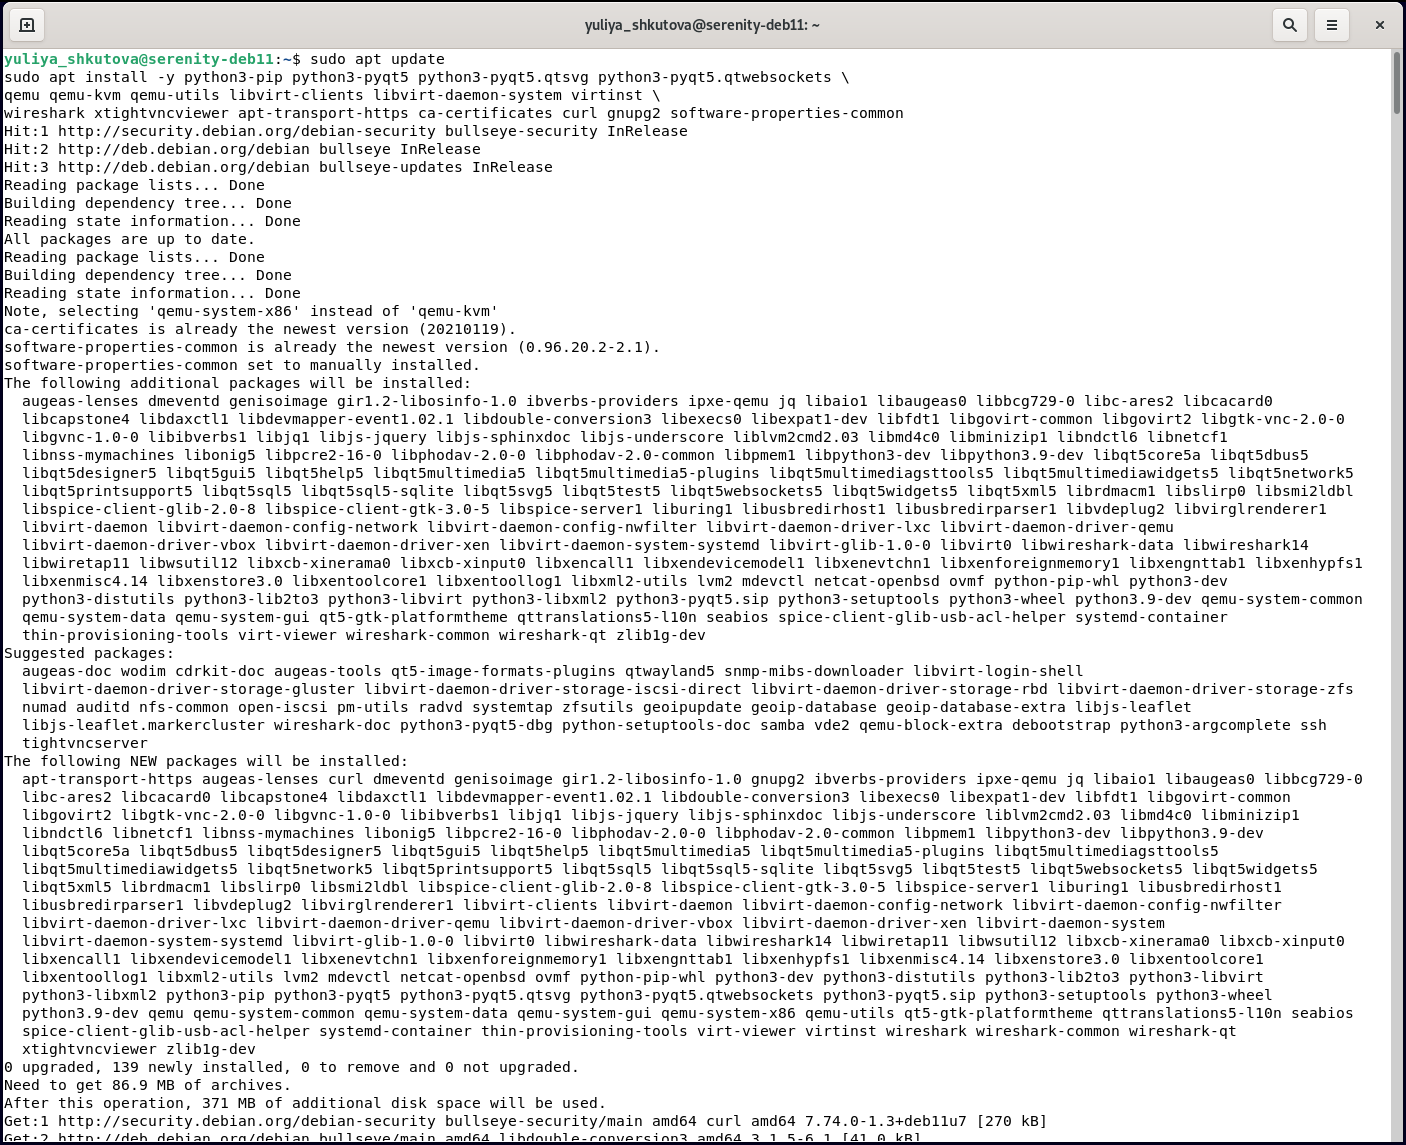 yuliya_shkutova@serenity-deb11: ~
yuliya_shkutova@serenity-deb11:~$ sudo apt update
sudo apt install -y python3-pip python3-pyqt5 python3-pyqt5.qtsvg python3-pyqt5.qtwebsockets \
qemu qemu-kvm qemu-utils libvirt-clients libvirt-daemon-system virtinst \
wireshark xtightvncviewer apt-transport-https ca-certificates curl gnupg2 software-properties-common
Hit:1 http://security.debian.org/debian-security bullseye-security InRelease
Hit:2 http://deb.debian.org/debian bullseye InRelease
Hit:3 http://deb.debian.org/debian bullseye-updates InRelease
Reading package lists... Done
Building dependency tree... Done
Reading state information... Done
All packages are up to date.
Reading package lists... Done
Building dependency tree... Done
Reading state information... Done
Note, selecting 'qemu-system-x86' instead of 'qemu-kvm'
ca-certificates is already the newest version (20210119).
software-properties-common is already the newest version (0.96.20.2-2.1).
software-properties-common set to manually installed.
The following additional packages will be installed:
  augeas-lenses dmeventd genisoimage gir1.2-libosinfo-1.0 ibverbs-providers ipxe-qemu jq libaio1 libaugeas0 libbcg729-0 libc-ares2 libcacard0
  libcapstone4 libdaxctl1 libdevmapper-event1.02.1 libdouble-conversion3 libexecs0 libexpat1-dev libfdt1 libgovirt-common libgovirt2 libgtk-vnc-2.0-0
  libgvnc-1.0-0 libibverbs1 libjq1 libjs-jquery libjs-sphinxdoc libjs-underscore liblvm2cmd2.03 libmd4c0 libminizip1 libndctl6 libnetcf1
  libnss-mymachines libonig5 libpcre2-16-0 libphodav-2.0-0 libphodav-2.0-common libpmem1 libpython3-dev libpython3.9-dev libqt5core5a libqt5dbus5
  libqt5designer5 libqt5gui5 libqt5help5 libqt5multimedia5 libqt5multimedia5-plugins libqt5multimediagsttools5 libqt5multimediawidgets5 libqt5network5
  libqt5printsupport5 libqt5sql5 libqt5sql5-sqlite libqt5svg5 libqt5test5 libqt5websockets5 libqt5widgets5 libqt5xml5 librdmacm1 libslirp0 libsmi2ldbl
  libspice-client-glib-2.0-8 libspice-client-gtk-3.0-5 libspice-server1 liburing1 libusbredirhost1 libusbredirparser1 libvdeplug2 libvirglrenderer1
  libvirt-daemon libvirt-daemon-config-network libvirt-daemon-config-nwfilter libvirt-daemon-driver-lxc libvirt-daemon-driver-qemu
  libvirt-daemon-driver-vbox libvirt-daemon-driver-xen libvirt-daemon-system-systemd libvirt-glib-1.0-0 libvirt0 libwireshark-data libwireshark14
  libwiretap11 libwsutil12 libxcb-xinerama0 libxcb-xinput0 libxencall1 libxendevicemodel1 libxenevtchn1 libxenforeignmemory1 libxengnttab1 libxenhypfs1
  libxenmisc4.14 libxenstore3.0 libxentoolcore1 libxentoollog1 libxml2-utils lvm2 mdevctl netcat-openbsd ovmf python-pip-whl python3-dev
  python3-distutils python3-lib2to3 python3-libvirt python3-libxml2 python3-pyqt5.sip python3-setuptools python3-wheel python3.9-dev qemu-system-common
  qemu-system-data qemu-system-gui qt5-gtk-platformtheme qttranslations5-l10n seabios spice-client-glib-usb-acl-helper systemd-container
  thin-provisioning-tools virt-viewer wireshark-common wireshark-qt zlib1g-dev
Suggested packages:
  augeas-doc wodim cdrkit-doc augeas-tools qt5-image-formats-plugins qtwayland5 snmp-mibs-downloader libvirt-login-shell
  libvirt-daemon-driver-storage-gluster libvirt-daemon-driver-storage-iscsi-direct libvirt-daemon-driver-storage-rbd libvirt-daemon-driver-storage-zfs
  numad auditd nfs-common open-iscsi pm-utils radvd systemtap zfsutils geoipupdate geoip-database geoip-database-extra libjs-leaflet
  libjs-leaflet.markercluster wireshark-doc python3-pyqt5-dbg python-setuptools-doc samba vde2 qemu-block-extra debootstrap python3-argcomplete ssh
  tightvncserver
The following NEW packages will be installed:
  apt-transport-https augeas-lenses curl dmeventd genisoimage gir1.2-libosinfo-1.0 gnupg2 ibverbs-providers ipxe-qemu jq libaio1 libaugeas0 libbcg729-0
  libc-ares2 libcacard0 libcapstone4 libdaxctl1 libdevmapper-event1.02.1 libdouble-conversion3 libexecs0 libexpat1-dev libfdt1 libgovirt-common
  libgovirt2 libgtk-vnc-2.0-0 libgvnc-1.0-0 libibverbs1 libjq1 libjs-jquery libjs-sphinxdoc libjs-underscore liblvm2cmd2.03 libmd4c0 libminizip1
  libndctl6 libnetcf1 libnss-mymachines libonig5 libpcre2-16-0 libphodav-2.0-0 libphodav-2.0-common libpmem1 libpython3-dev libpython3.9-dev
  libqt5core5a libqt5dbus5 libqt5designer5 libqt5gui5 libqt5help5 libqt5multimedia5 libqt5multimedia5-plugins libqt5multimediagsttools5
  libqt5multimediawidgets5 libqt5network5 libqt5printsupport5 libqt5sql5 libqt5sql5-sqlite libqt5svg5 libqt5test5 libqt5websockets5 libqt5widgets5
  libqt5xml5 librdmacm1 libslirp0 libsmi2ldbl libspice-client-glib-2.0-8 libspice-client-gtk-3.0-5 libspice-server1 liburing1 libusbredirhost1
  libusbredirparser1 libvdeplug2 libvirglrenderer1 libvirt-clients libvirt-daemon libvirt-daemon-config-network libvirt-daemon-config-nwfilter
  libvirt-daemon-driver-lxc libvirt-daemon-driver-qemu libvirt-daemon-driver-vbox libvirt-daemon-driver-xen libvirt-daemon-system
  libvirt-daemon-system-systemd libvirt-glib-1.0-0 libvirt0 libwireshark-data libwireshark14 libwiretap11 libwsutil12 libxcb-xinerama0 libxcb-xinput0
  libxencall1 libxendevicemodel1 libxenevtchn1 libxenforeignmemory1 libxengnttab1 libxenhypfs1 libxenmisc4.14 libxenstore3.0 libxentoolcore1
  libxentoollog1 libxml2-utils lvm2 mdevctl netcat-openbsd ovmf python-pip-whl python3-dev python3-distutils python3-lib2to3 python3-libvirt
  python3-libxml2 python3-pip python3-pyqt5 python3-pyqt5.qtsvg python3-pyqt5.qtwebsockets python3-pyqt5.sip python3-setuptools python3-wheel
  python3.9-dev qemu qemu-system-common qemu-system-data qemu-system-gui qemu-system-x86 qemu-utils qt5-gtk-platformtheme qttranslations5-l10n seabios
  spice-client-glib-usb-acl-helper systemd-container thin-provisioning-tools virt-viewer virtinst wireshark wireshark-common wireshark-qt
  xtightvncviewer zlib1g-dev
0 upgraded, 139 newly installed, 0 to remove and 0 not upgraded.
Need to get 86.9 MB of archives.
After this operation, 371 MB of additional disk space will be used.
Get:1 http://security.debian.org/debian-security bullseye-security/main amd64 curl amd64 7.74.0-1.3+deb11u7 [270 kB]
Get:2 http://deb.debian.org/debian bullseye/main amd64 libdouble-conversion3 amd64 3.1.5-6.1 [41.0 kB]